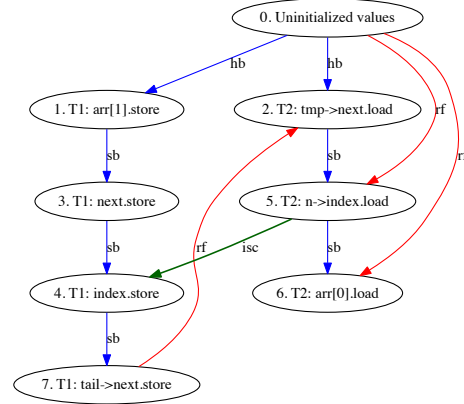 0. Uninitialized values
hb
hb
1. T1: arr[1].store
2. T2: tmp->next.load
rf
rf
sb
sb
3. T1: next.store
5. T2: n->index.load
sb
rf
isc
sb
4. T1: index.store
6. T2: arr[0].load
sb
7. T1: tail->next.store